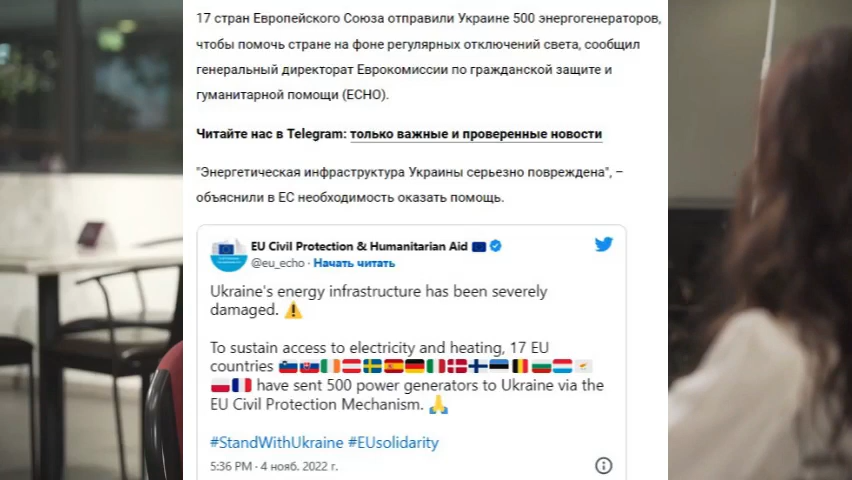 17 стран Европейского Союза отправили Украине 500 энергогенераторов,
чтобы помочь стране на фоне регулярных отключений света, сообщил
генеральный директорат Еврокомиссии по гражданской защите и
гуманитарной помощи (ECHO).
Читайте нас в Telegram: только важные и проверенные новости
"Энергетическая инфраструктура Украины серьезно повреждена", –
объяснили в ЕС необходимость оказать помощь.
EU Civil Protection & Humanitarian Aid 🇪🇺
@eu_echo · Начать читать
Ukraine's energy infrastructure has been severely
damaged. ⚠️
To sustain access to electricity and heating, 17 EU
countries 🇸🇮🇸🇰🇮🇪🇦🇹🇸🇪🇪🇸🇩🇪🇮🇹🇩🇰🇫🇮🇪🇪🇧🇪🇧🇬🇱🇺🇨🇾
🇵🇱🇫🇷 have sent 500 power generators to Ukraine via the
EU Civil Protection Mechanism. 🙏
#StandWithUkraine #EUsolidarity
5:36 PM · 4 нояб. 2022 г.